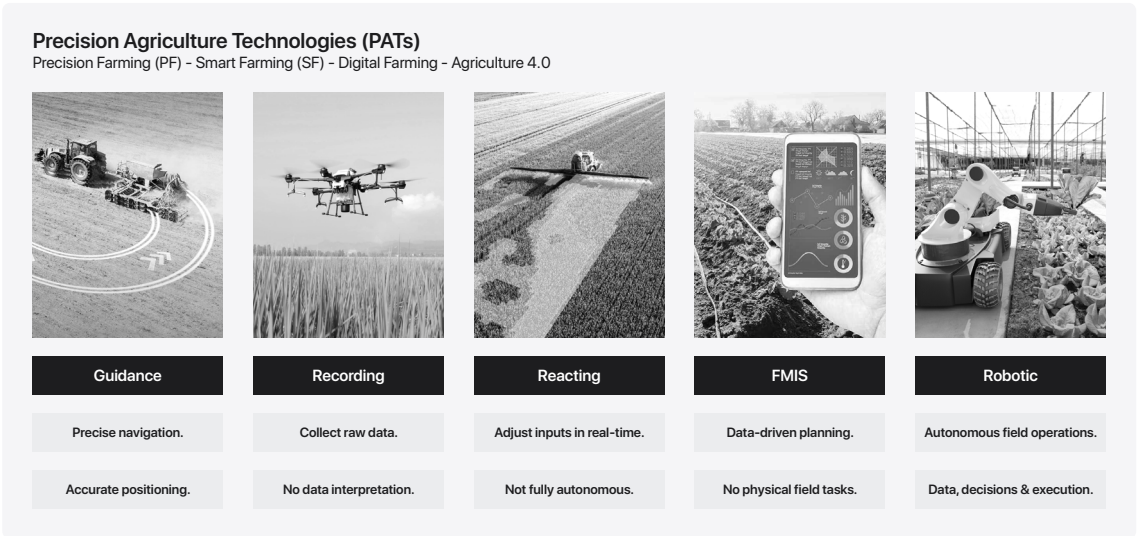 Precision Agriculture Technologies (PATs)
Precision Farming (PF) - Smart Farming (SF) - Digital Farming - Agriculture 4.0
Guidance
Recording
Reacting
FMIS
Robotic
Precise navigation.
Collect raw data.
Adjust inputs in real-time.
Data-driven planning.
Autonomous field operations.
Accurate positioning.
No data interpretation.
Not fully autonomous.
No physical field tasks.
Data, decisions & execution.